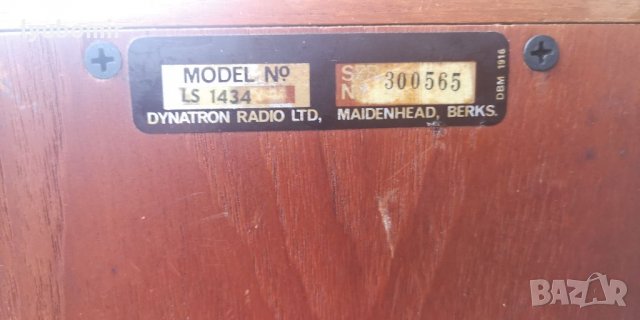 MODEL Nº
LS 1434
S
N
300565
DYNATRON RADIO LTD, MAIDENHEAD, BERKS.
DBM 1916
BAZAR